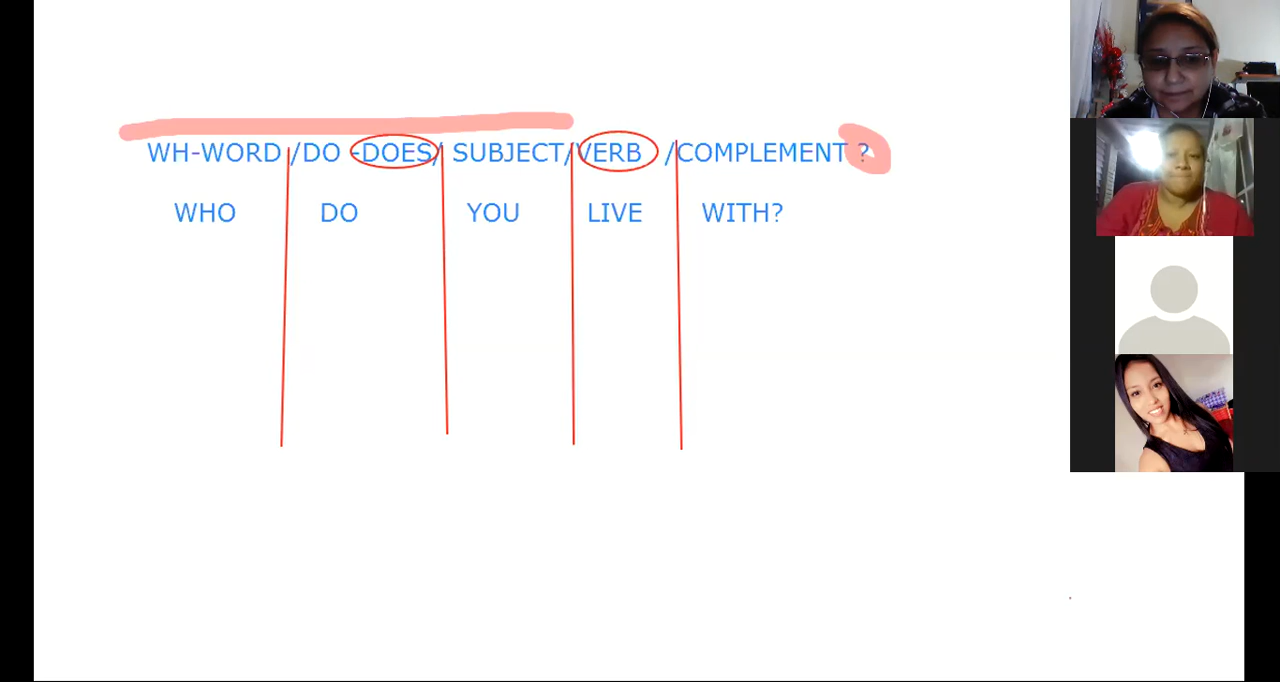 WH-WORD /DO -DOES/ SUBJECT/VERB /COMPLEMENT ?
WHO DO YOU LIVE WITH?